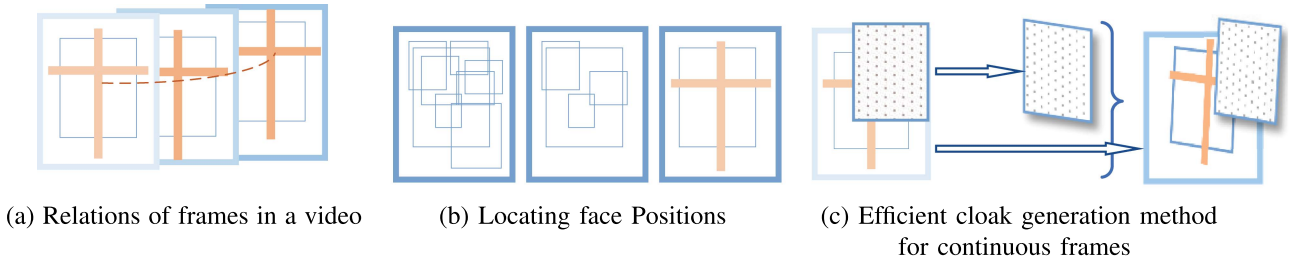 (a) Relations of frames in a video
(b) Locating face Positions
(c) Efficient cloak generation method
for continuous frames